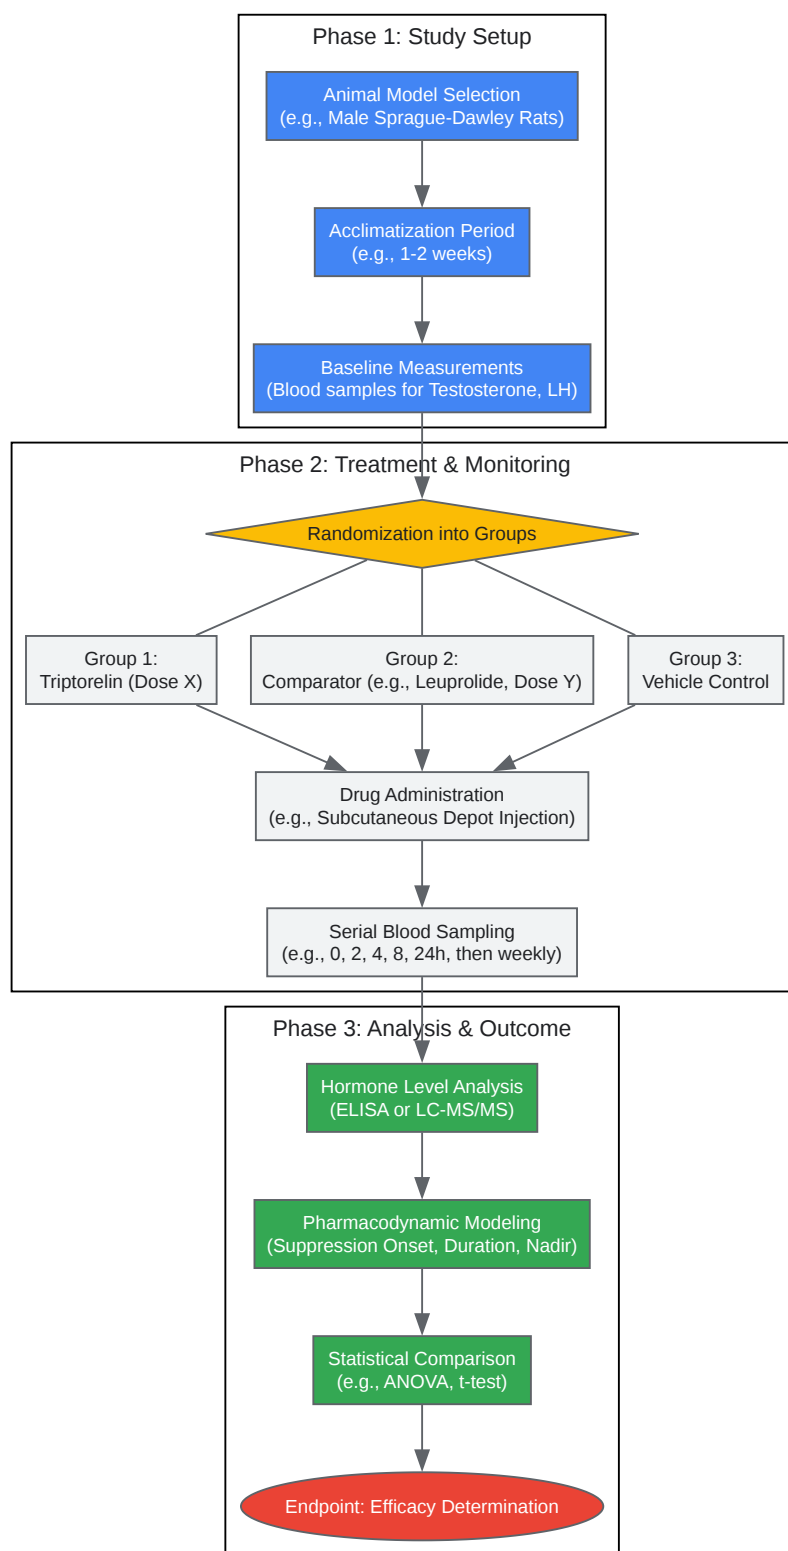 Phase 1: Study Setup
Animal Model Selection
(e.g., Male Sprague-Dawley Rats)
Acclimatization Period
(e.g., 1-2 weeks)
Baseline Measurements
(Blood samples for Testosterone, LH)
Phase 2: Treatment & Monitoring
Randomization into Groups
Group 1:
Triptorelin (Dose X)
Group 2:
Comparator (e.g., Leuprolide, Dose Y)
Group 3:
Vehicle Control
Drug Administration
(e.g., Subcutaneous Depot Injection)
Serial Blood Sampling
(e.g., 0, 2, 4, 8, 24h, then weekly)
Phase 3: Analysis & Outcome
Hormone Level Analysis
(ELISA or LC-MS/MS)
Pharmacodynamic Modeling
(Suppression Onset, Duration, Nadir)
Statistical Comparison
(e.g., ANOVA, t-test)
Endpoint: Efficacy Determination